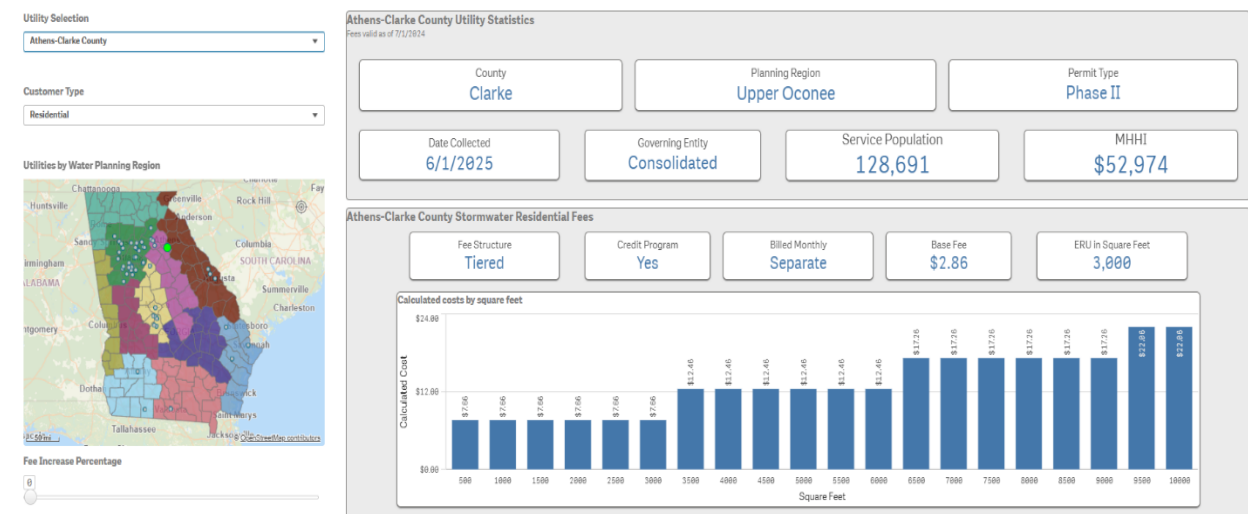 Utility Selection
Athens-Clarke County
Customer Type
Residential
Utilities by Water Planning Region
Chattanooga
Huntsville
Rock Hill
Fay
Anderson
Columbia
SOUTH CAROLINA
Summerville
Charleston
Tallahassee
50 mi
© OpenStreetMap contributors
Fee Increase Percentage
0
Athens-Clarke County Utility Statistics
Fees valid as of 7/1/2024
County
Clarke
Planning Region
Upper Oconee
Permit Type
Phase II
Date Collected
6/1/2025
Governing Entity
Consolidated
Service Population
128,691
MHHI
$52,974
Athens-Clarke County Stormwater Residential Fees
Fee Structure
Tiered
Credit Program
Yes
Billed Monthly
Separate
Base Fee
$2.86
ERU in Square Feet
3,000
Calculated costs by square feet
Calculated Cost
$24.00
$12.00
$0.00
$7.66 $7.66 $7.66 $7.66 $7.66 $7.66 $12.46 $12.46 $12.46 $12.46 $12.46 $12.46 $17.26 $17.26 $17.26 $17.26 $17.26 $17.26 $22.06 $22.06
500 1000 1500 2000 2500 3000 3500 4000 4500 5000 5500 6000 6500 7000 7500 8000 8500 9000 9500 10000
Square Feet